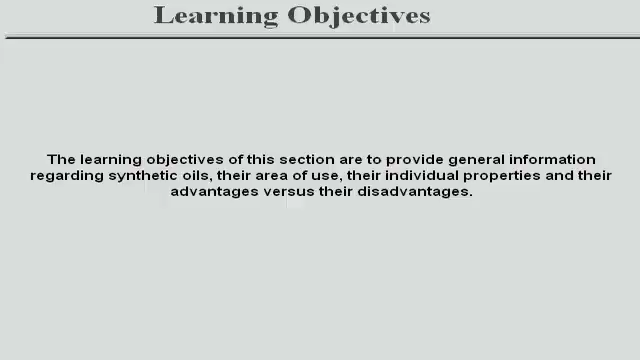 Learning Objectives
The learning objectives of this section are to provide general information
regarding synthetic oils, their area of use, their individual properties and their
advantages versus their disadvantages.